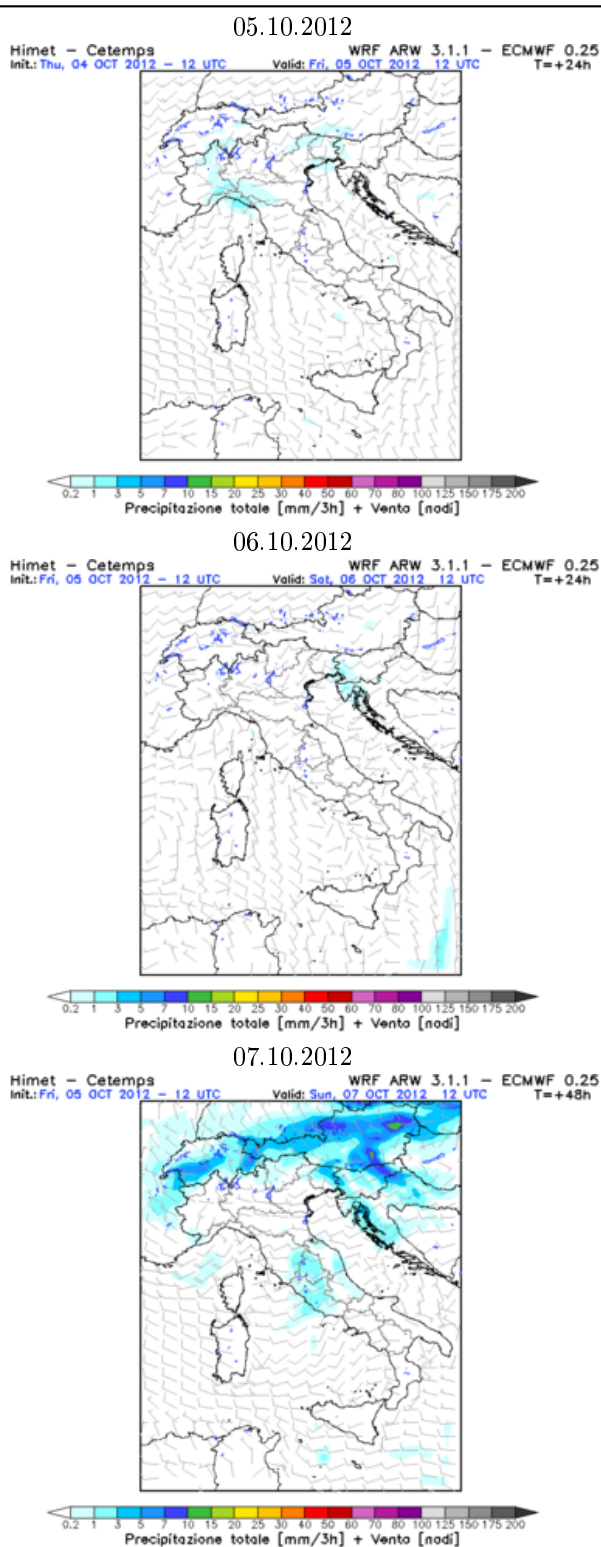 05.10.2012
Himet – Cetemps WRF ARW 3.1.1 – ECMWF 0.25
Init.: Thu, 04 OCT 2012 – 12 UTC Valid: Fri, 05 OCT 2012 12 UTC T=+24h
0.2 1 3 5 7 10 15 20 25 30 40 50 60 70 80 100 125 150 175 200
Precipitazione totale [mm/3h] + Vento [nodi]
06.10.2012
Himet – Cetemps WRF ARW 3.1.1 – ECMWF 0.25
Init.: Fri, 05 OCT 2012 – 12 UTC Valid: Sat, 06 OCT 2012 12 UTC T=+24h
0.2 1 3 5 7 10 15 20 25 30 40 50 60 70 80 100 125 150 175 200
Precipitazione totale [mm/3h] + Vento [nodi]
07.10.2012
Himet – Cetemps WRF ARW 3.1.1 – ECMWF 0.25
Init.: Fri, 05 OCT 2012 – 12 UTC Valid: Sun, 07 OCT 2012 12 UTC T=+48h
0.2 1 3 5 7 10 15 20 25 30 40 50 60 70 80 100 125 150 175 200
Precipitazione totale [mm/3h] + Vento [nodi]